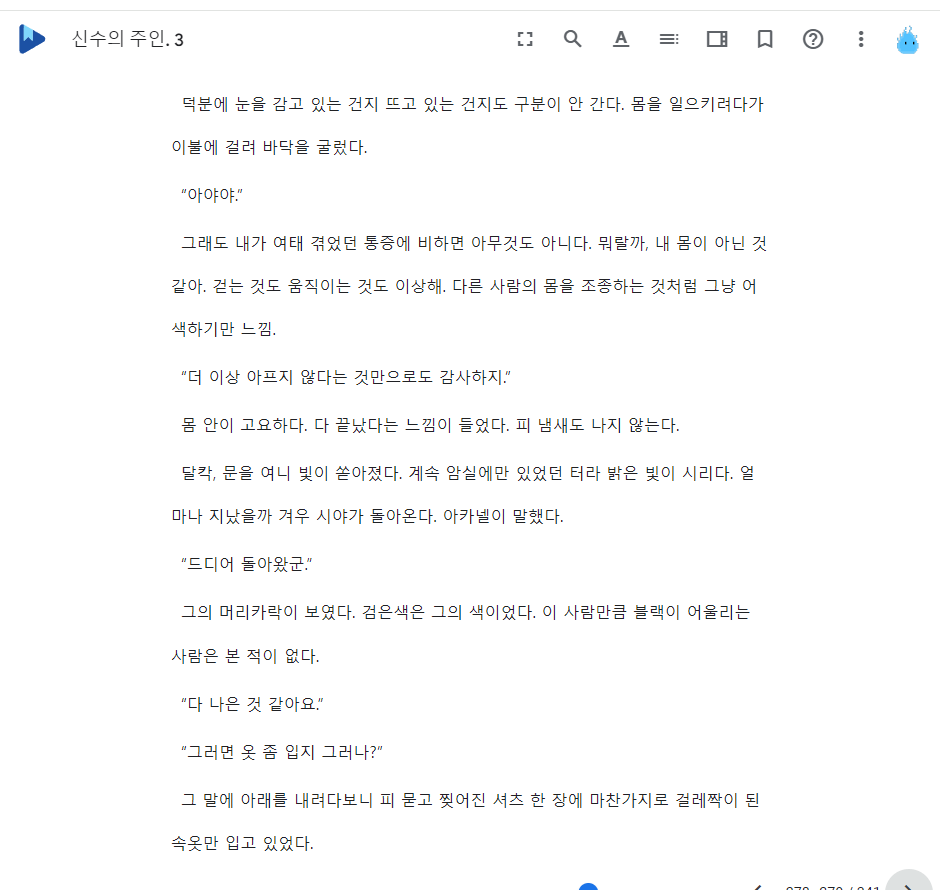 신수의 주인. 3
덕분에 눈을 감고 있는 건지 뜨고 있는 건지도 구분이 안 간다. 몸을 일으키려다가
이불에 걸려 바닥을 굴렀다.
“아야야.”
그래도 내가 여태 겪었던 통증에 비하면 아무것도 아니다. 뭐랄까, 내 몸이 아닌 것
같아. 걷는 것도 움직이는 것도 이상해. 다른 사람의 몸을 조종하는 것처럼 그냥 어
색하기만 느낌.
“더 이상 아프지 않다는 것만으로도 감사하지.”
몸 안이 고요하다. 다 끝났다는 느낌이 들었다. 피 냄새도 나지 않는다.
달칵, 문을 여니 빛이 쏟아졌다. 계속 암실에만 있었던 터라 밝은 빛이 시리다. 얼
마나 지났을까 겨우 시야가 돌아온다. 아카넬이 말했다.
“드디어 돌아왔군.”
그의 머리카락이 보였다. 검은색은 그의 색이었다. 이 사람만큼 블랙이 어울리는
사람은 본 적이 없다.
“다 나은 것 같아요.”
“그러면 옷 좀 입지 그러나?”
그 말에 아래를 내려다보니 피 묻고 찢어진 셔츠 한 장에 마찬가지로 걸레짝이 된
속옷만 입고 있었다.